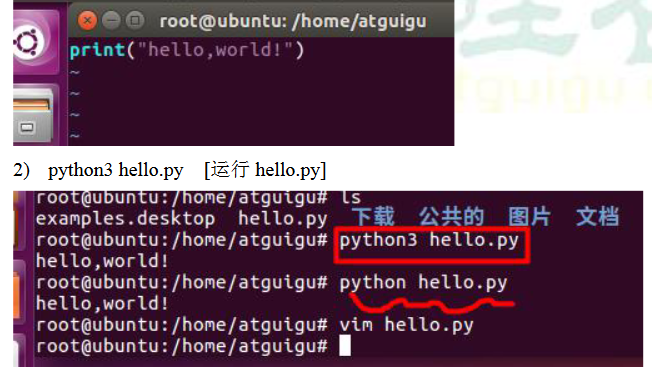 root@ubuntu: /home/atguigu
print("hello,world!")
~
~
~
~
2) python3 hello.py [运行 hello.py]
root@ubuntu:/home/atguigu# ls
examples.desktop hello.py 下载 公共的 图片 文档
root@ubuntu:/home/atguigu# python3 hello.py
hello,world!
root@ubuntu:/home/atguigu# python hello.py
hello,world!
root@ubuntu:/home/atguigu# vim hello.py
root@ubuntu:/home/atguigu#